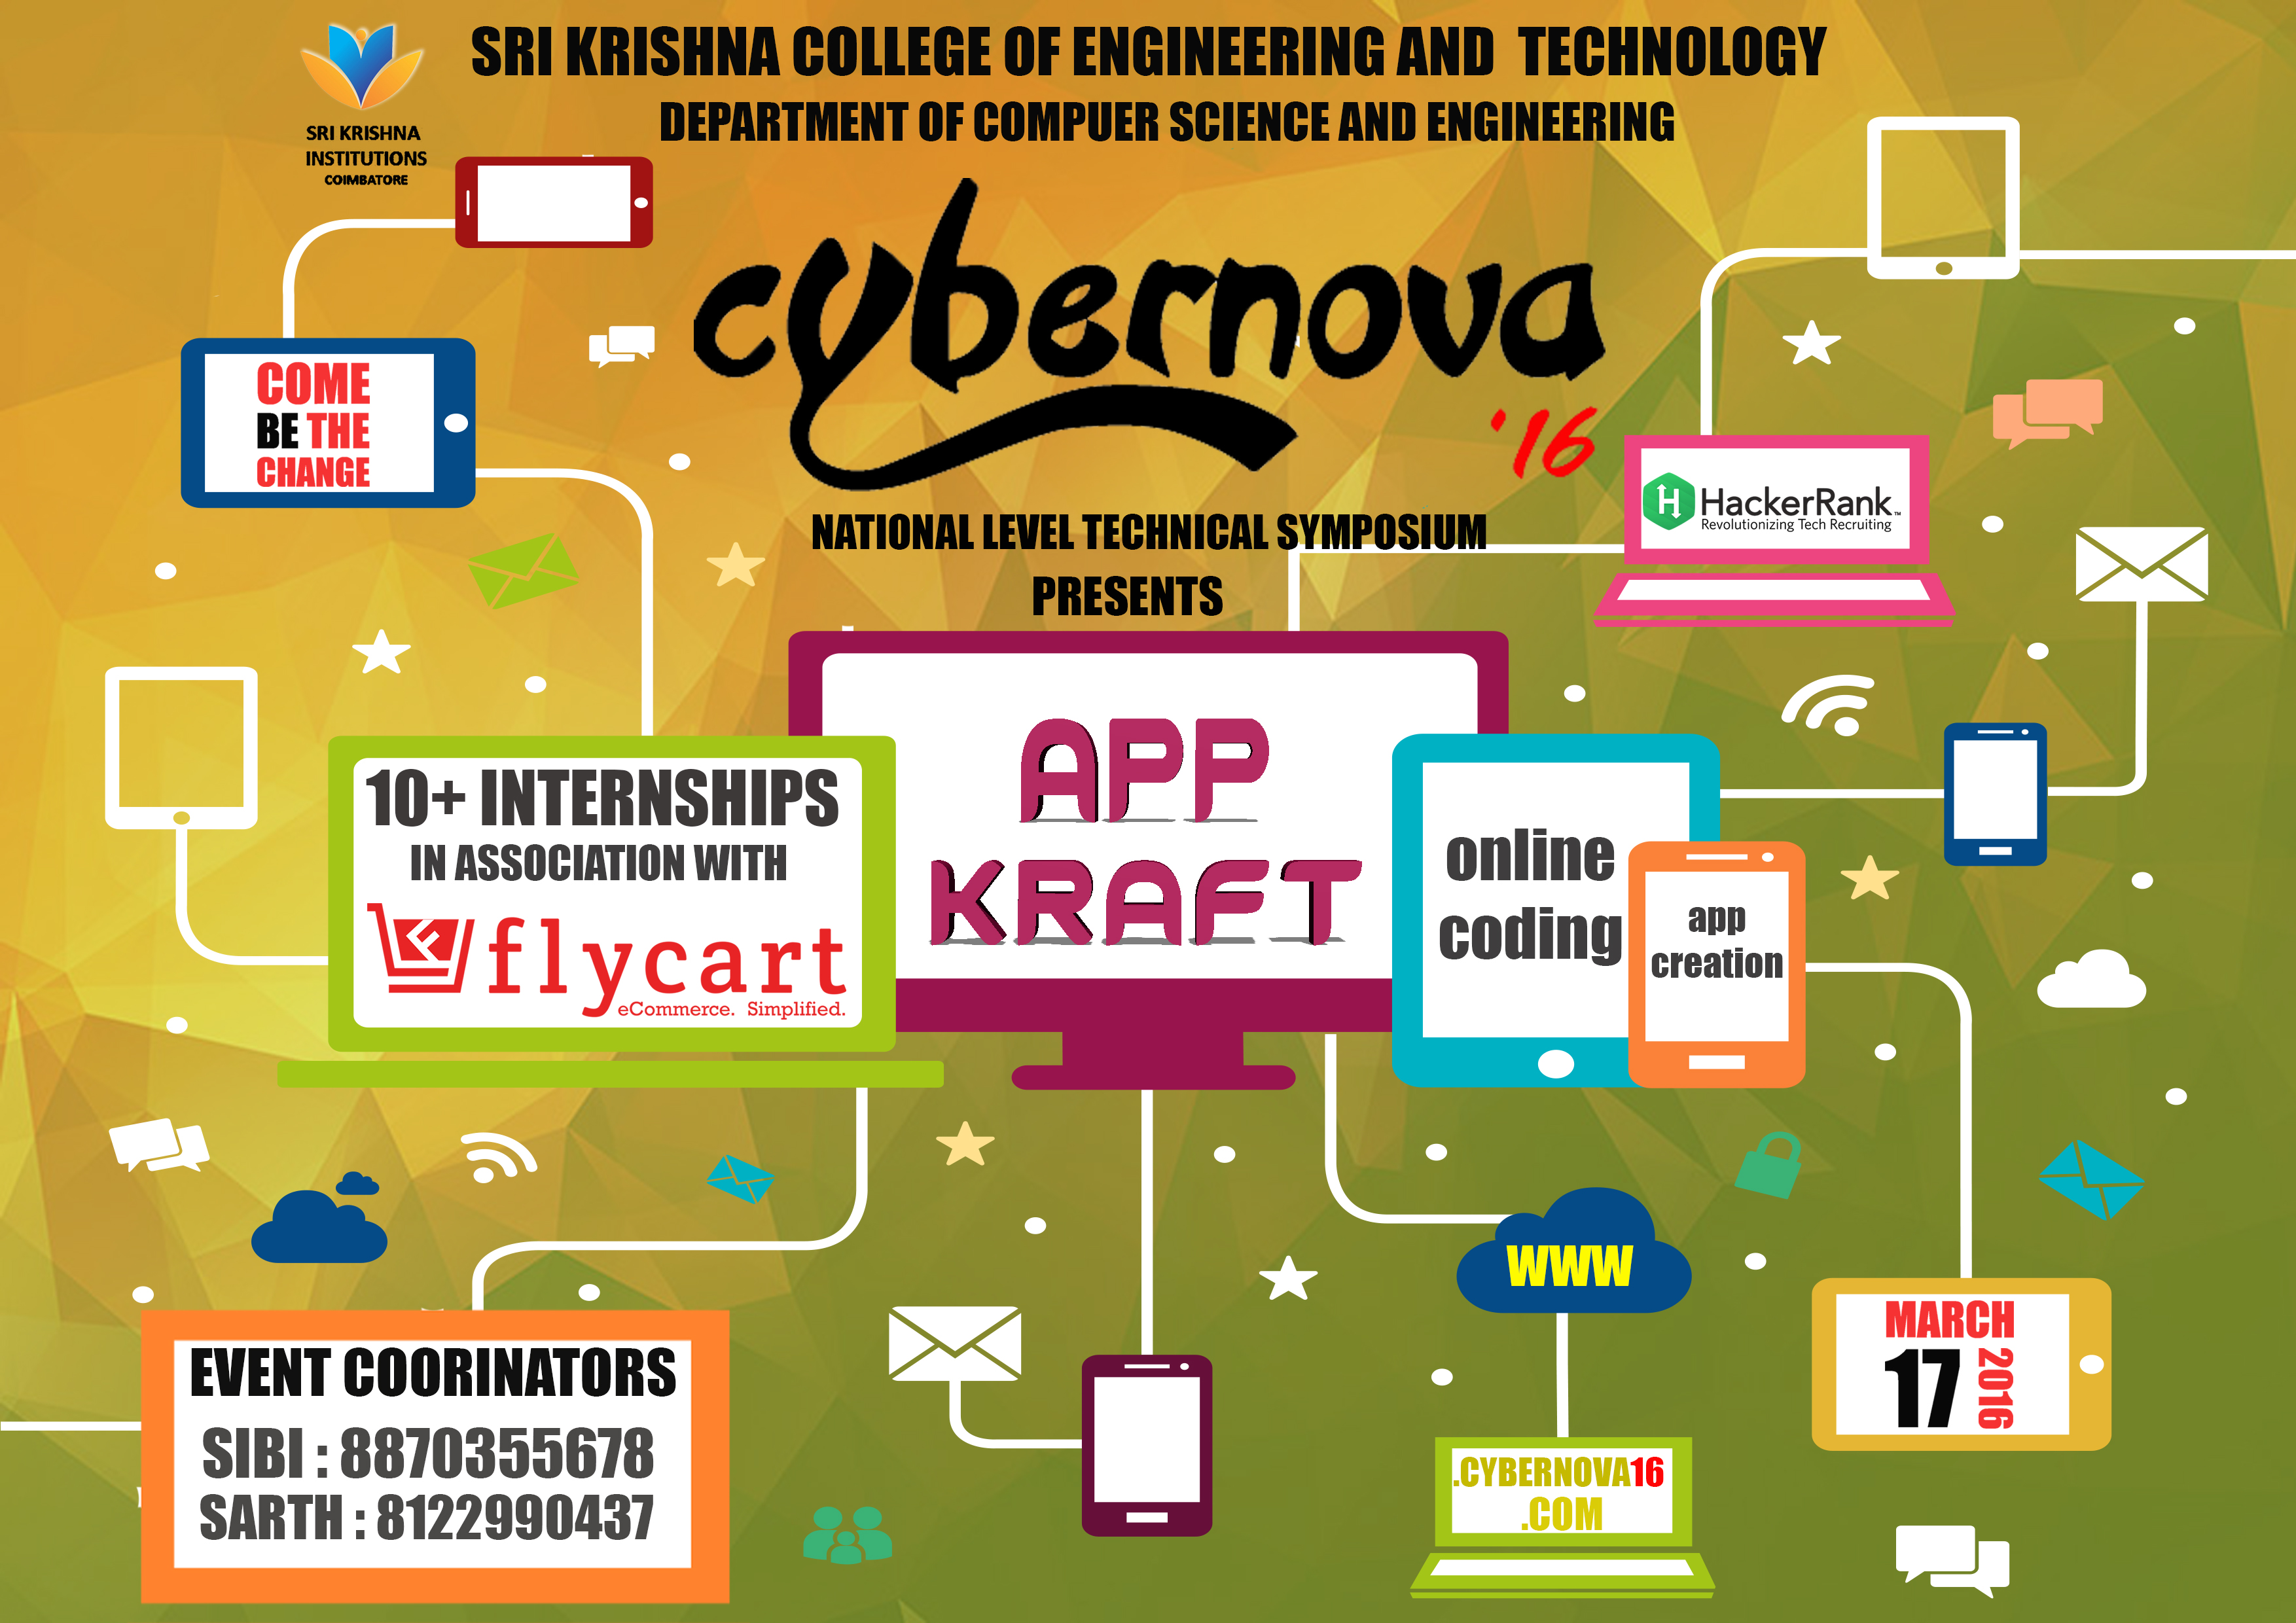 SRI KRISHNA COLLEGE OF ENGINEERING AND TECHNOLOGY
DEPARTMENT OF COMPUER SCIENCE AND ENGINEERING
SRI KRISHNA
INSTITUTIONS
COIMBATORE
cybernova
'16
COME
BE THE
CHANGE
HackerRank™
Revolutionizing Tech Recruiting
NATIONAL LEVEL TECHNICAL SYMPOSIUM
PRESENTS
APP
KRAFT
10+ INTERNSHIPS
IN ASSOCIATION WITH
flycart
eCommerce. Simplified.
online
coding
app
creation
WWW
.CYBERNOVA16
.COM
MARCH
17 2016
EVENT COORINATORS
SIBI : 8870355678
SARTH : 8122990437